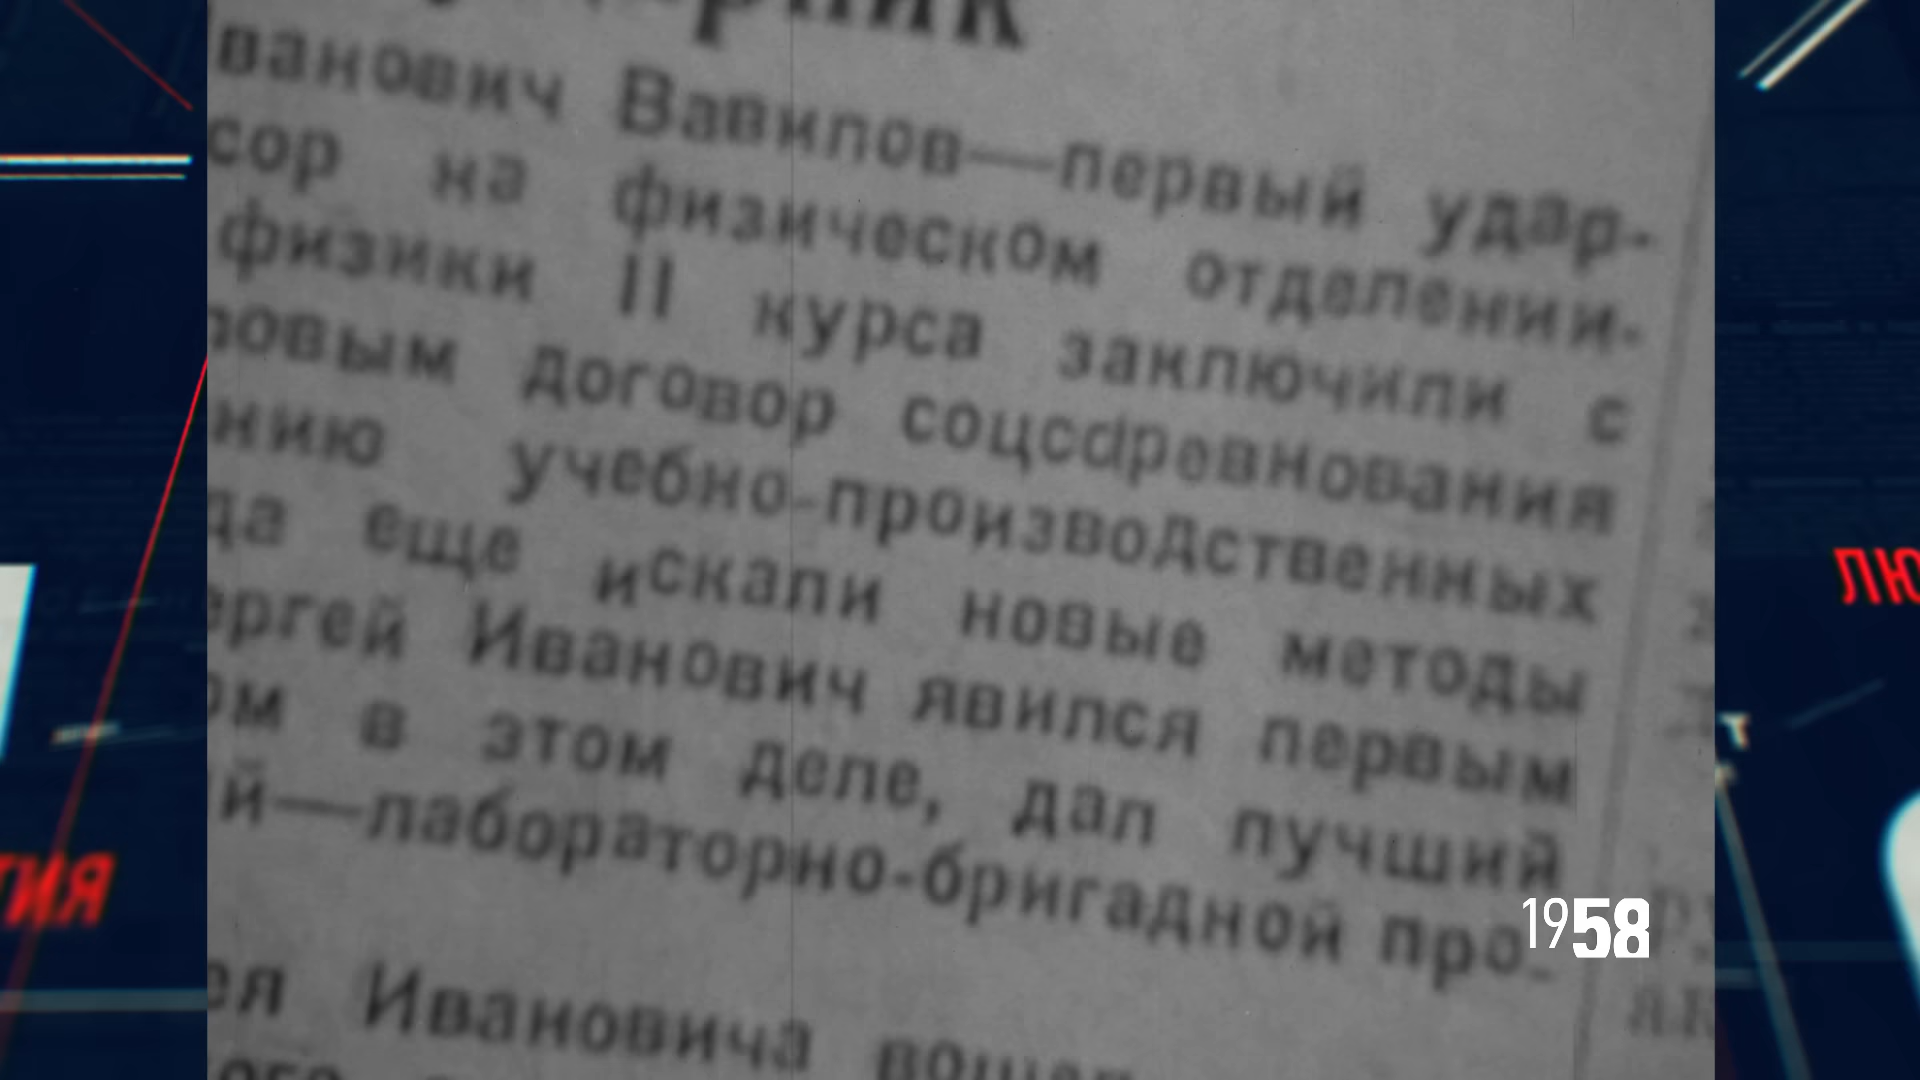 ванович Вавилов—первый удар-
сор на физическом отделении.
физики II курса заключили с
овым договор соцсоревнования
нию учебно-производственных
да еще искали новые методы
ергей Иванович явился первым
ом в этом деле, дал лучший
й—лабораторно-бригадной про-
ея Ивановича
1958
ЛЮ
ТИЯ